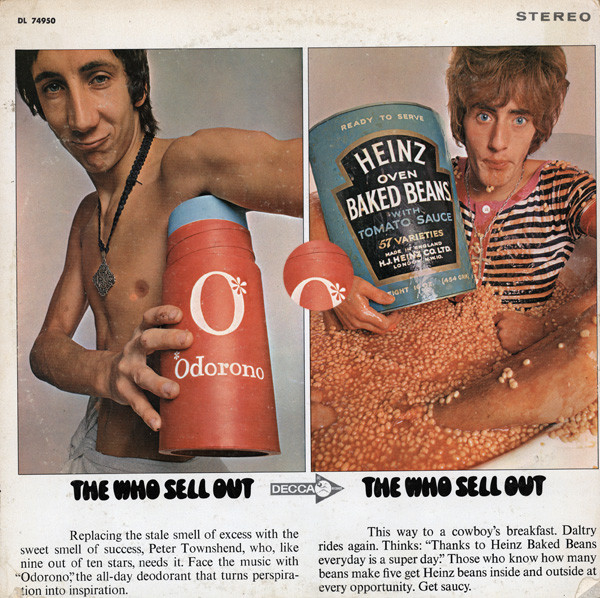 DL 74950
STEREO
O*
*Odorono
READY TO SERVE
HEINZ
OVEN
BAKED BEANS
WITH
TOMATO SAUCE
57 VARIETIES
MADE IN ENGLAND
H.J. HEINZ CO. LTD.
LONDON N.W.10.
THE WHO SELL OUT
DECCA
THE WHO SELL OUT
Replacing the stale smell of excess with the
sweet smell of success, Peter Townshend, who, like
nine out of ten stars, needs it. Face the music with
"Odorono," the all-day deodorant that turns perspira-
tion into inspiration.
This way to a cowboy's breakfast. Daltry
rides again. Thinks: "Thanks to Heinz Baked Beans
everyday is a super day." Those who know how many
beans make five get Heinz beans inside and outside at
every opportunity. Get saucy.